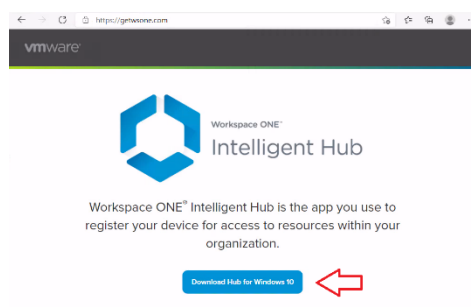 https://getwsone.com
vmware®
Workspace ONE™
Intelligent Hub
Workspace ONE® Intelligent Hub is the app you use to
register your device for access to resources within your
organization.
Download Hub for Windows 10